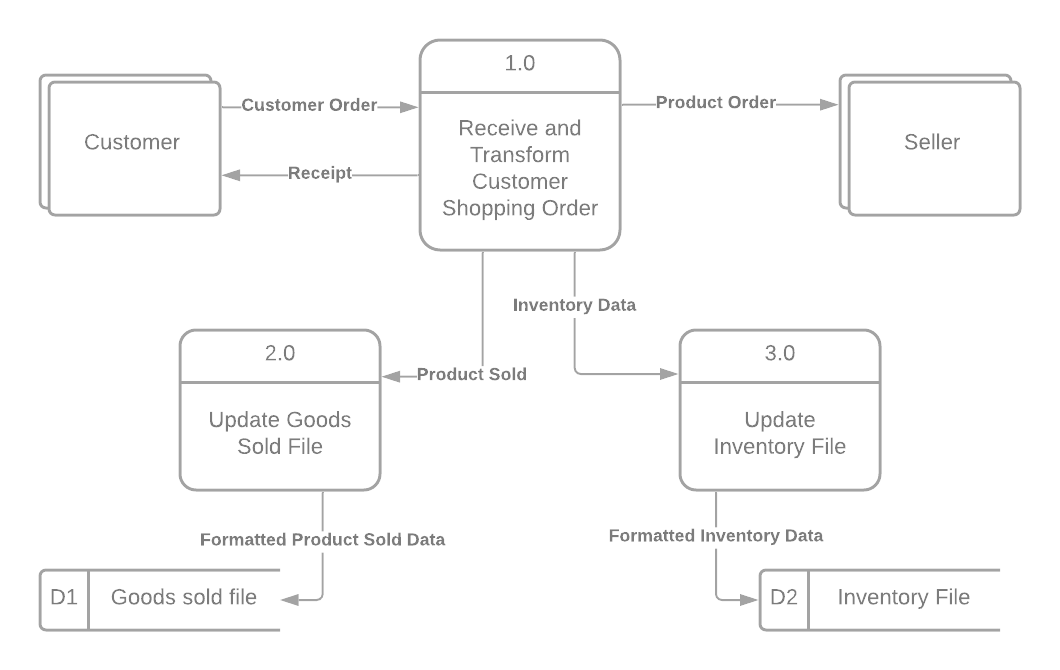 1.0
Customer Order
Product Order
Customer
Receive and
Transform
Customer
Shopping Order
Seller
Receipt
Inventory Data
2.0
Product Sold
3.0
Update Goods
Sold File
Update
Inventory File
Formatted Product Sold Data
Formatted Inventory Data
D1
Goods sold file
D2
Inventory File